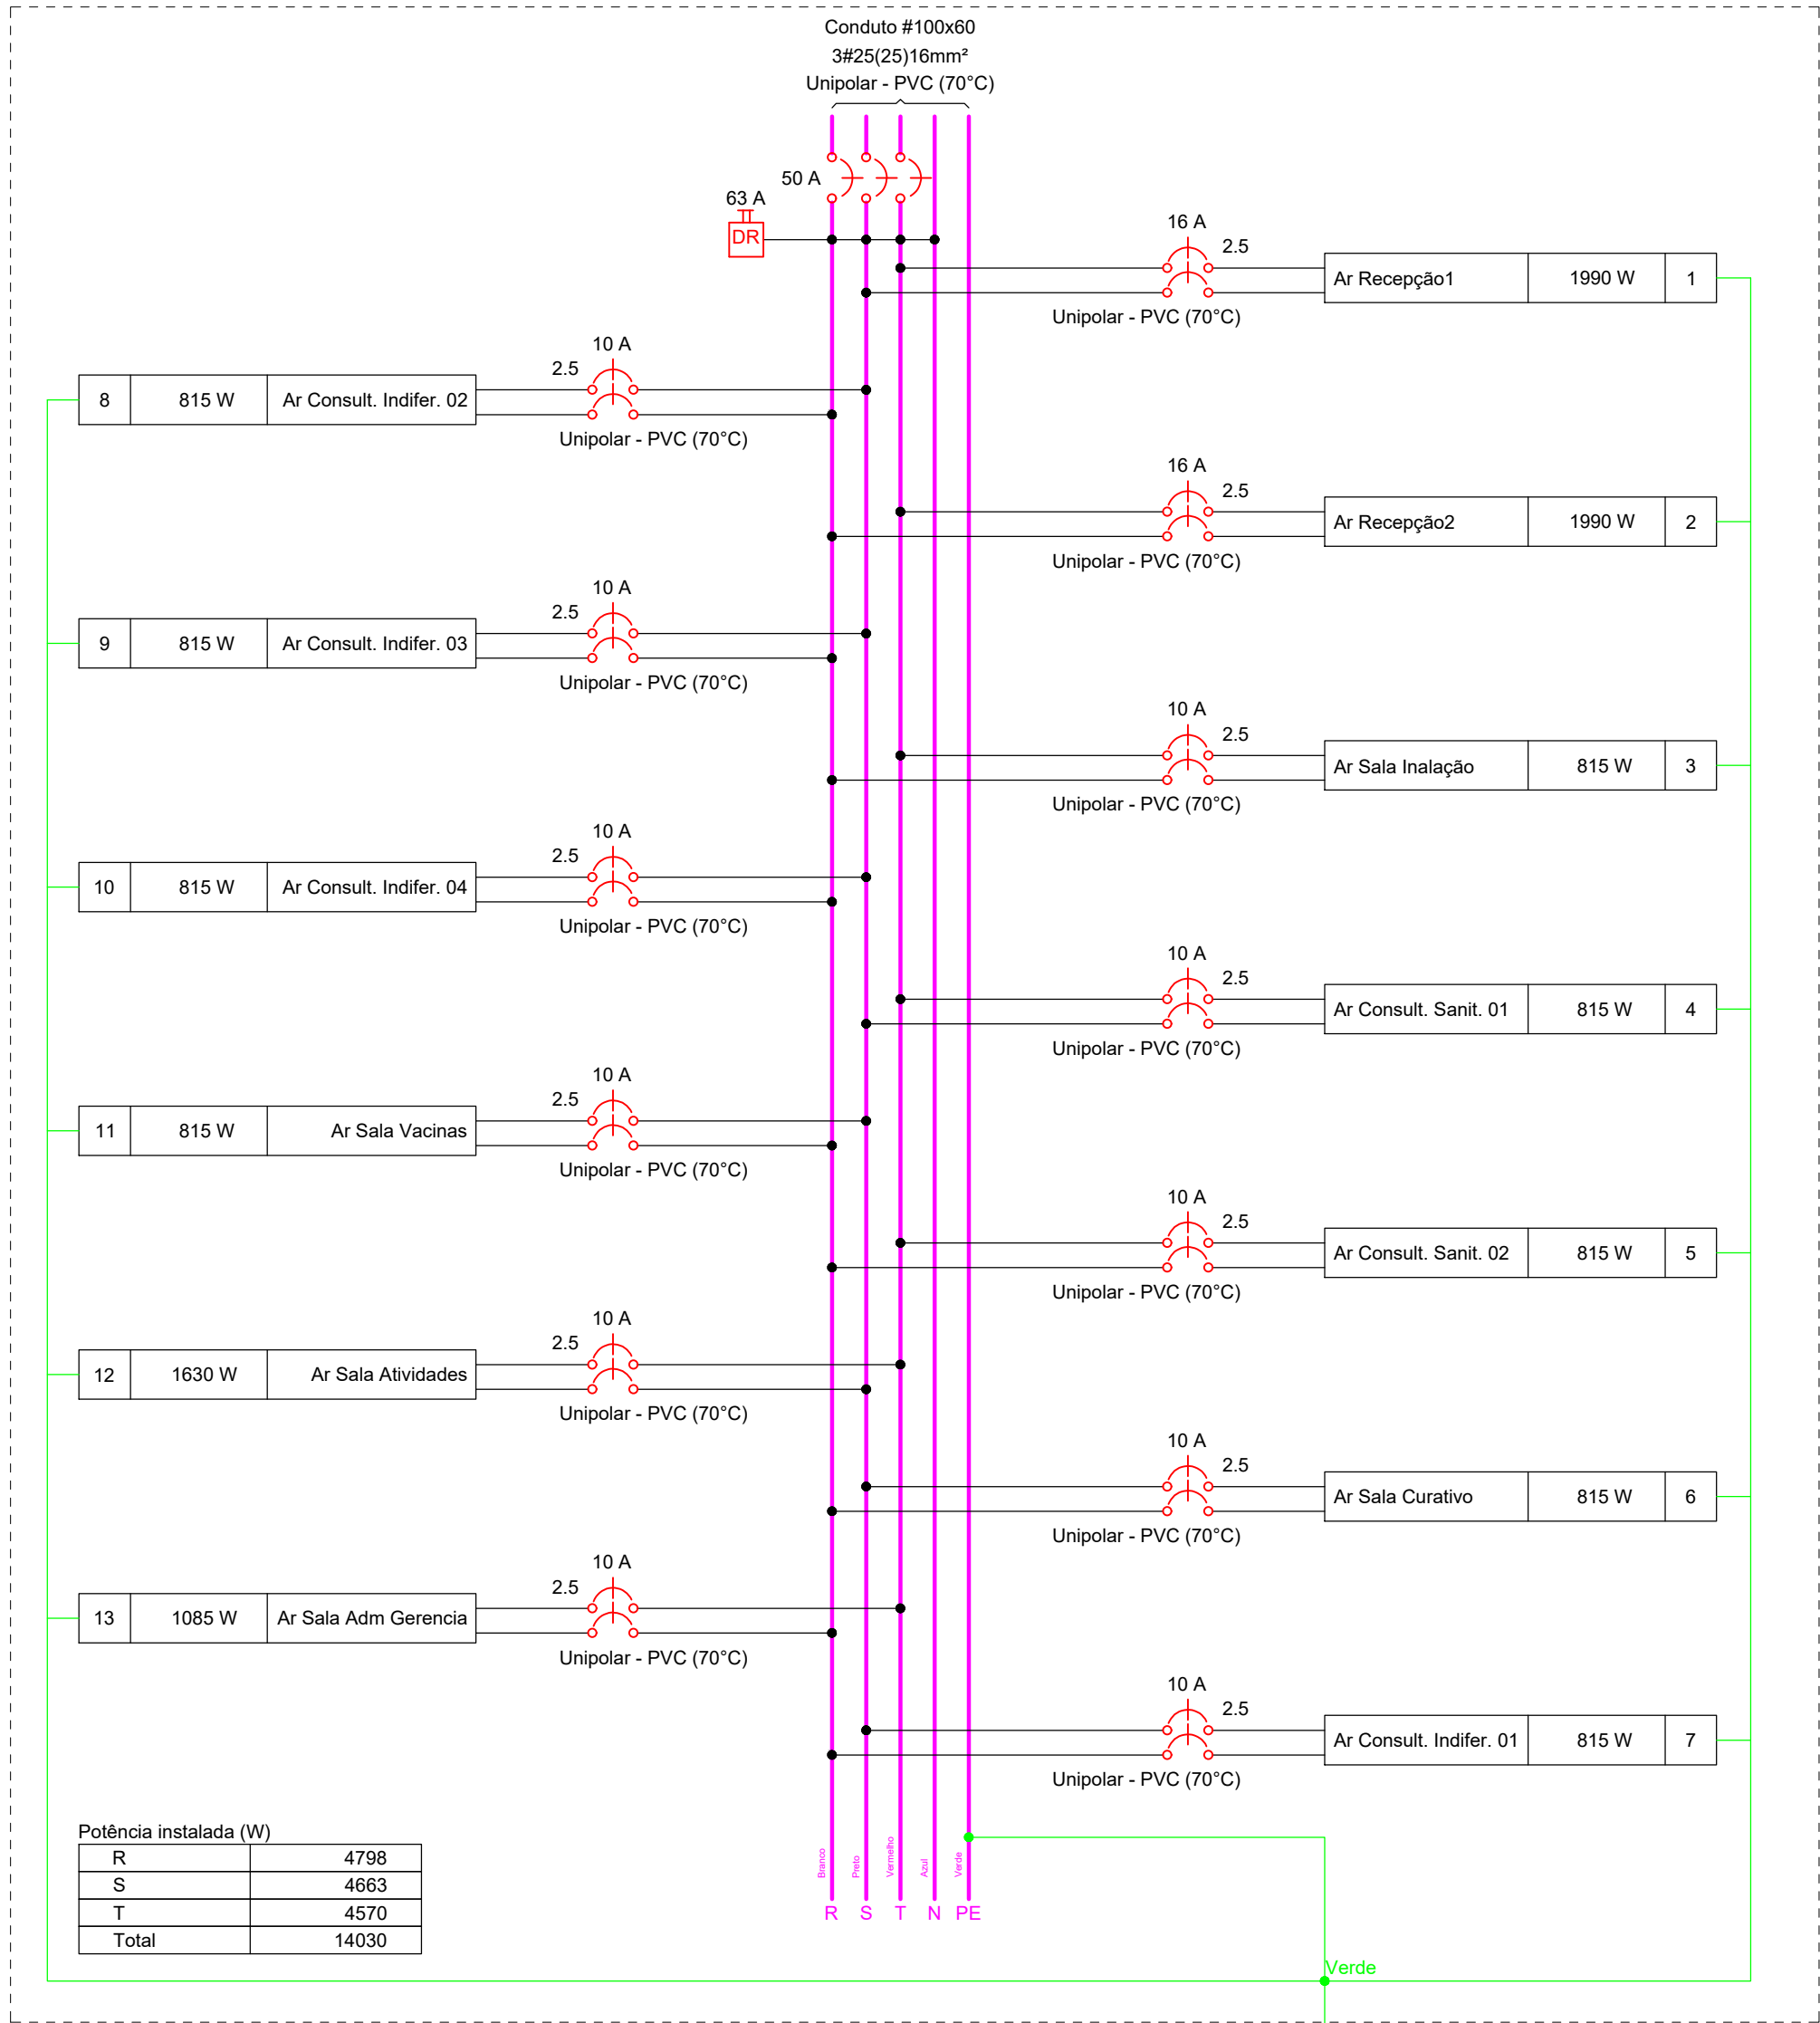 Conduto #100x60
3#25(25)16mm²
Unipolar - PVC (70°C)
50 A
63 A
DR
16 A
2.5
Ar Recepção1 1990 W 1
Unipolar - PVC (70°C)
10 A
2.5
8 815 W Ar Consult. Indifer. 02
Unipolar - PVC (70°C)
16 A
2.5
Ar Recepção2 1990 W 2
Unipolar - PVC (70°C)
10 A
2.5
9 815 W Ar Consult. Indifer. 03
Unipolar - PVC (70°C)
10 A
2.5
Ar Sala Inalação 815 W 3
Unipolar - PVC (70°C)
10 A
2.5
10 815 W Ar Consult. Indifer. 04
Unipolar - PVC (70°C)
10 A
2.5
Ar Consult. Sanit. 01 815 W 4
Unipolar - PVC (70°C)
10 A
2.5
11 815 W Ar Sala Vacinas
Unipolar - PVC (70°C)
10 A
2.5
Ar Consult. Sanit. 02 815 W 5
Unipolar - PVC (70°C)
10 A
2.5
12 1630 W Ar Sala Atividades
Unipolar - PVC (70°C)
10 A
2.5
Ar Sala Curativo 815 W 6
Unipolar - PVC (70°C)
10 A
2.5
13 1085 W Ar Sala Adm Gerencia
Unipolar - PVC (70°C)
10 A
2.5
Ar Consult. Indifer. 01 815 W 7
Unipolar - PVC (70°C)
Potência instalada (W)
R 4798
S 4663
T 4570
Total 14030
Branco
Preto
Vermelho
Azul
Verde
R S T N PE
Verde